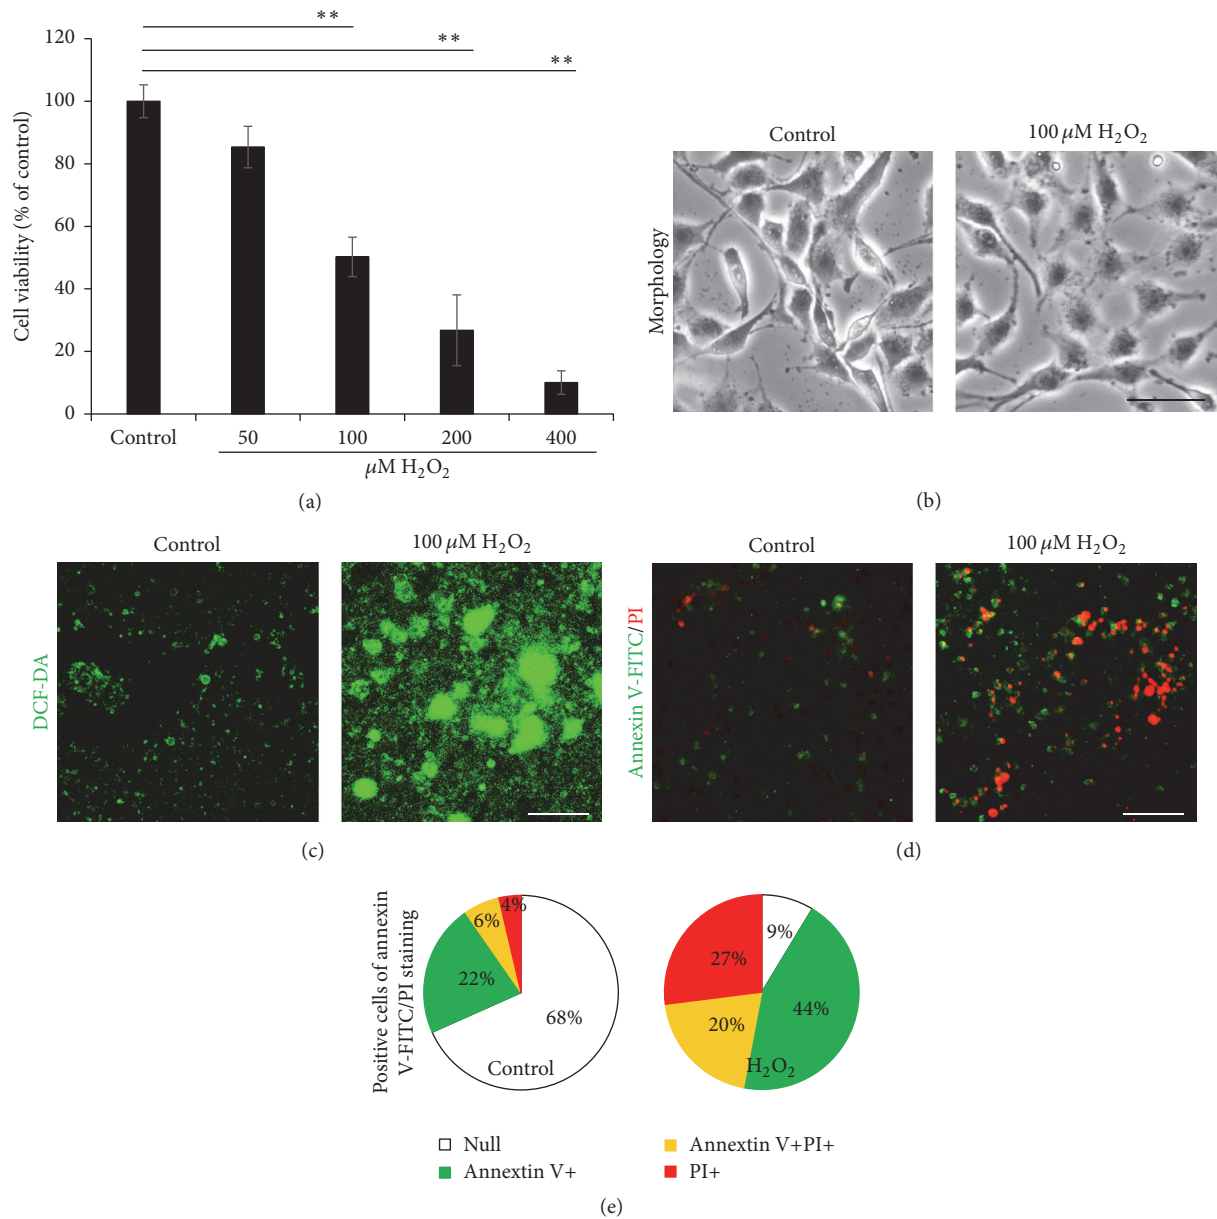 **
**
**
120
100
80
60
40
20
0
Cell viability (% of control)
Control 50 100 200 400
μM H₂O₂
(a)
Control 100 μM H₂O₂
Morphology
(b)
Control 100 μM H₂O₂
DCF-DA
(c)
Control 100 μM H₂O₂
Annexin V-FITC/PI
(d)
Positive cells of annexin
V-FITC/PI staining
4%
6%
22%
68%
Control
9%
27%
44%
20%
H₂O₂
Null
Annextin V+
Annextin V+PI+
PI+
(e)